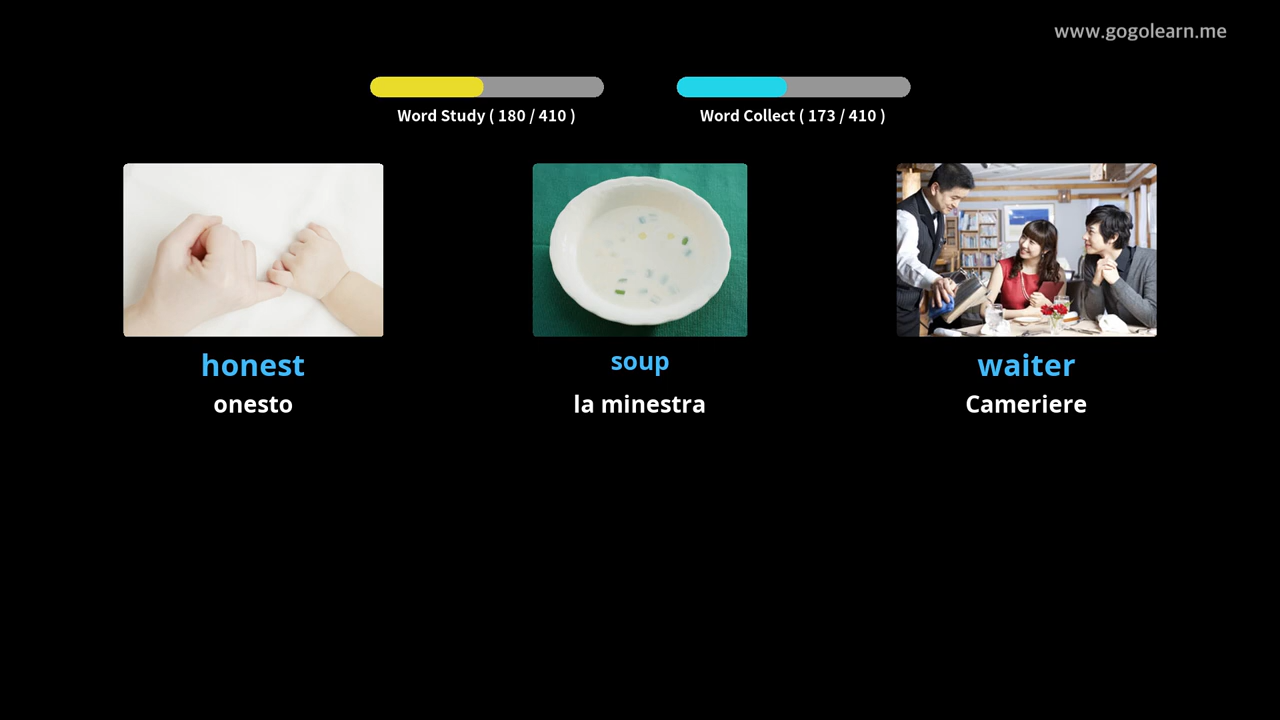 www.gogolearn.me
Word Study ( 180 / 410 )
Word Collect ( 173 / 410 )
honest
onesto
soup
la minestra
waiter
Cameriere